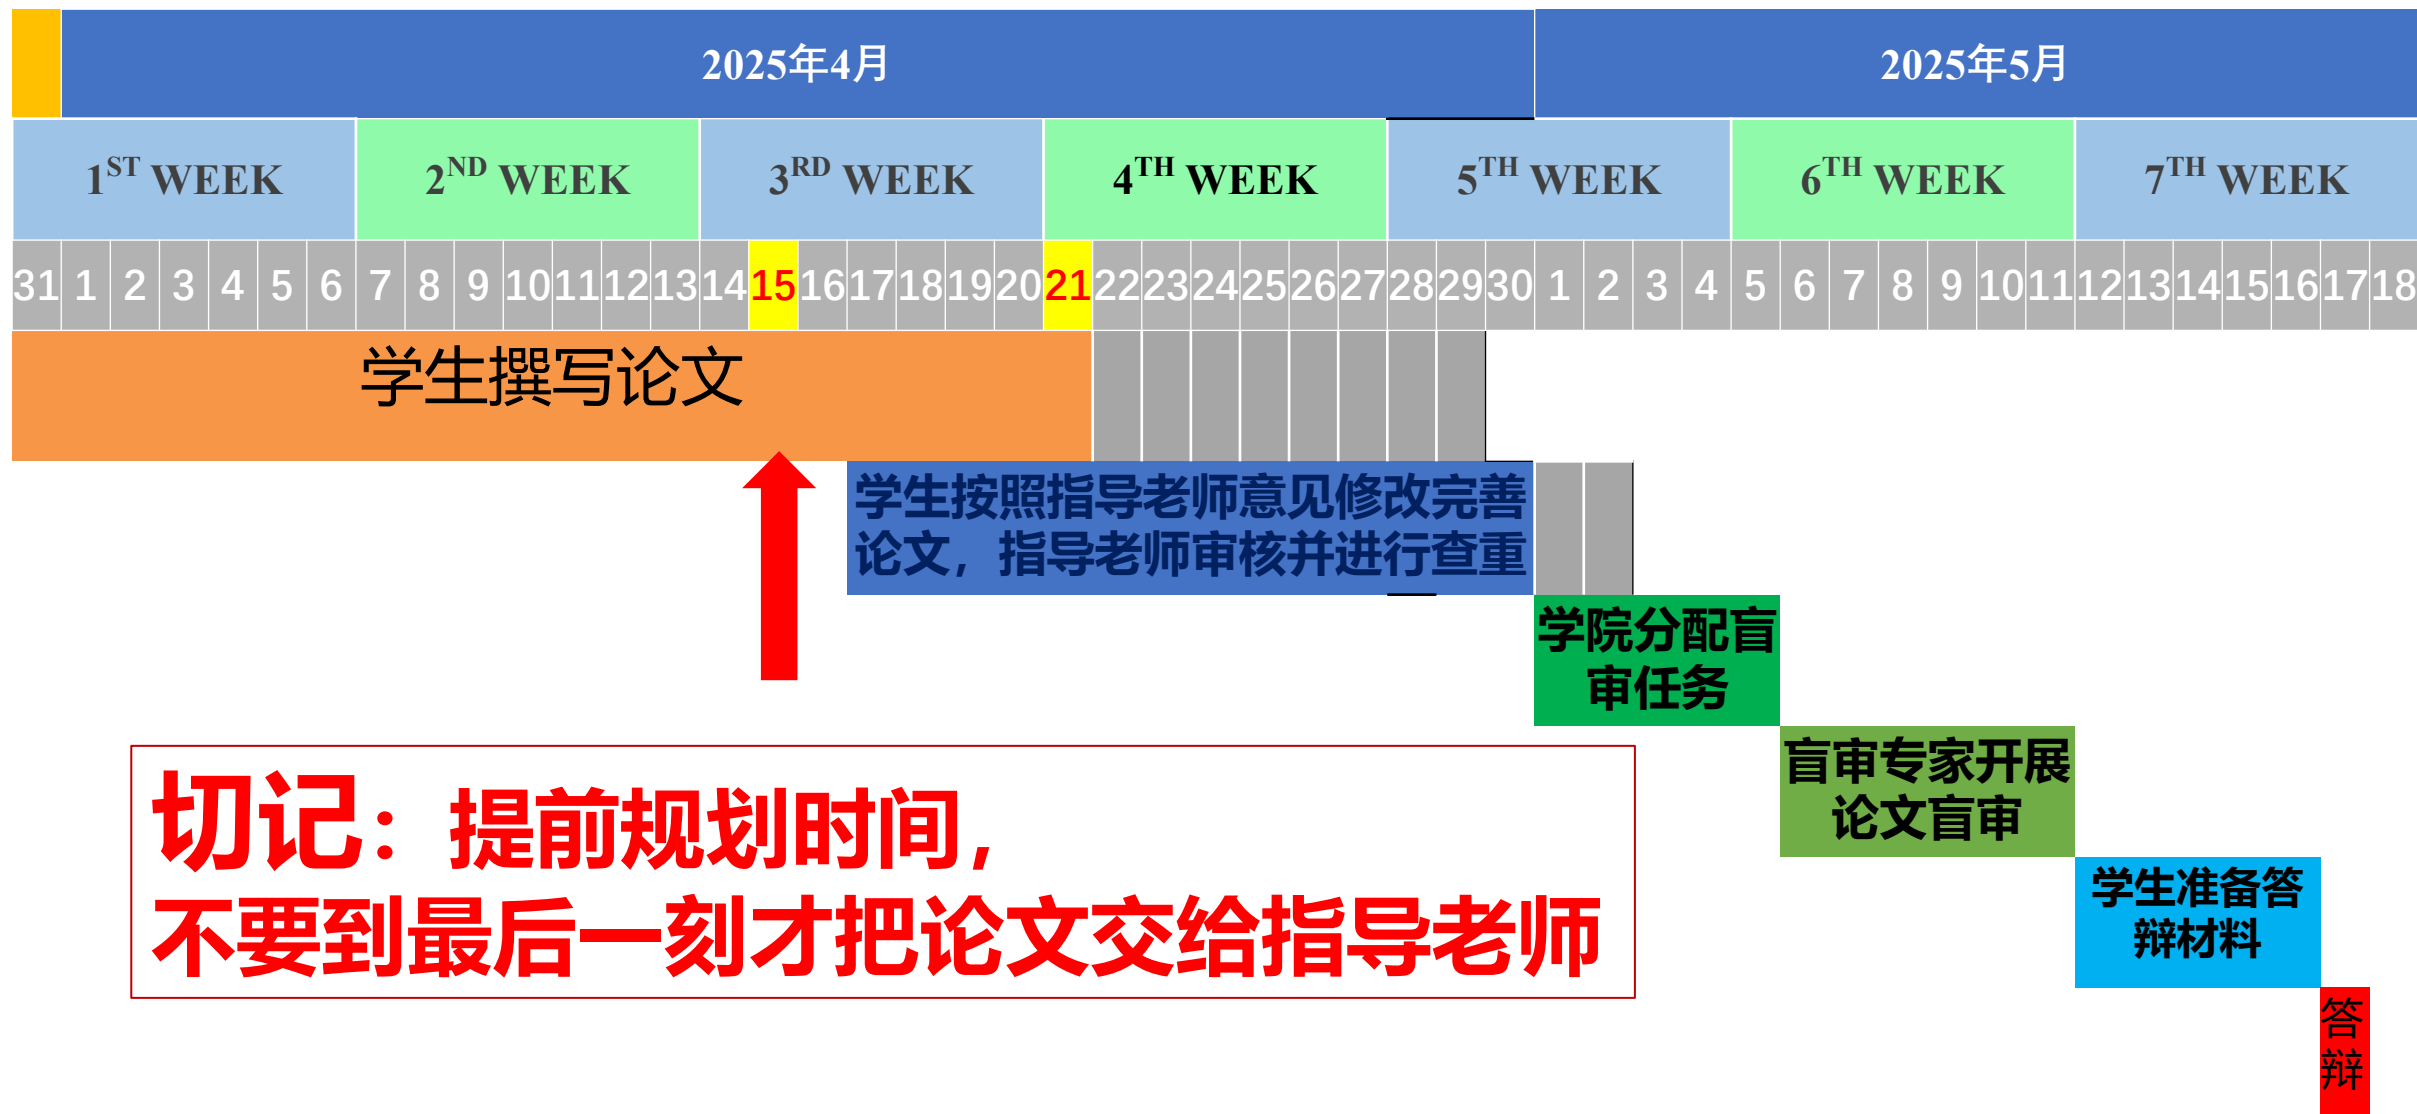 2025年4月 2025年5月
1ST WEEK 2ND WEEK 3RD WEEK 4TH WEEK 5TH WEEK 6TH WEEK 7TH WEEK
31 1 2 3 4 5 6 7 8 9 10 11 12 13 14 15 16 17 18 19 20 21 22 23 24 25 26 27 28 29 30 1 2 3 4 5 6 7 8 9 10 11 12 13 14 15 16 17 18
学生撰写论文
学生按照指导老师意见修改完善
论文，指导老师审核并进行查重
学院分配盲
审任务
盲审专家开展
论文盲审
学生准备答
辩材料
答
辩
切记：提前规划时间，
不要到最后一刻才把论文交给指导老师